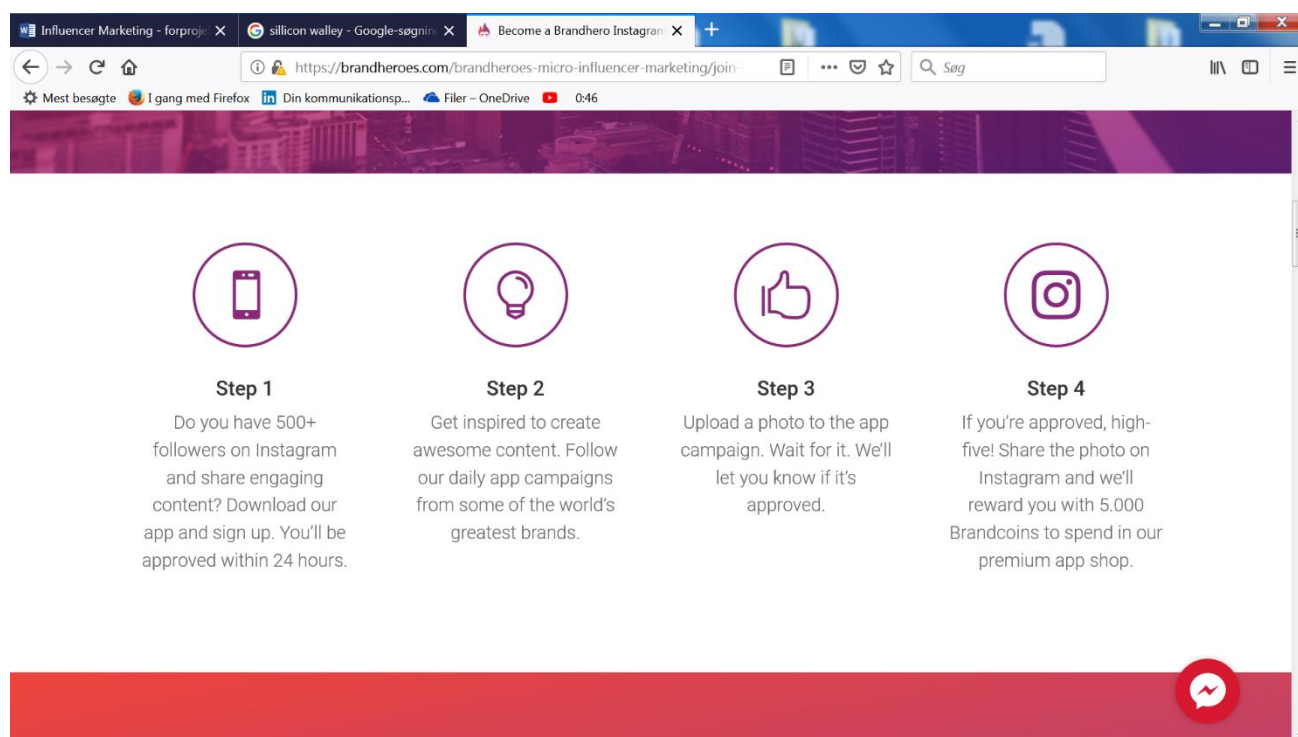 Influencer Marketing - forproje
sillicon walley - Google-søgnin
Become a Brandhero Instagram
https://brandheroes.com/brandheroes-micro-influencer-marketing/join-
Søg
Mest besøgte
I gang med Firefox
Din kommunikationsp...
Filer – OneDrive
0:46
Step 1
Do you have 500+
followers on Instagram
and share engaging
content? Download our
app and sign up. You'll be
approved within 24 hours.
Step 2
Get inspired to create
awesome content. Follow
our daily app campaigns
from some of the world's
greatest brands.
Step 3
Upload a photo to the app
campaign. Wait for it. We'll
let you know if it's
approved.
Step 4
If you're approved, high-
five! Share the photo on
Instagram and we'll
reward you with 5.000
Brandcoins to spend in our
premium app shop.